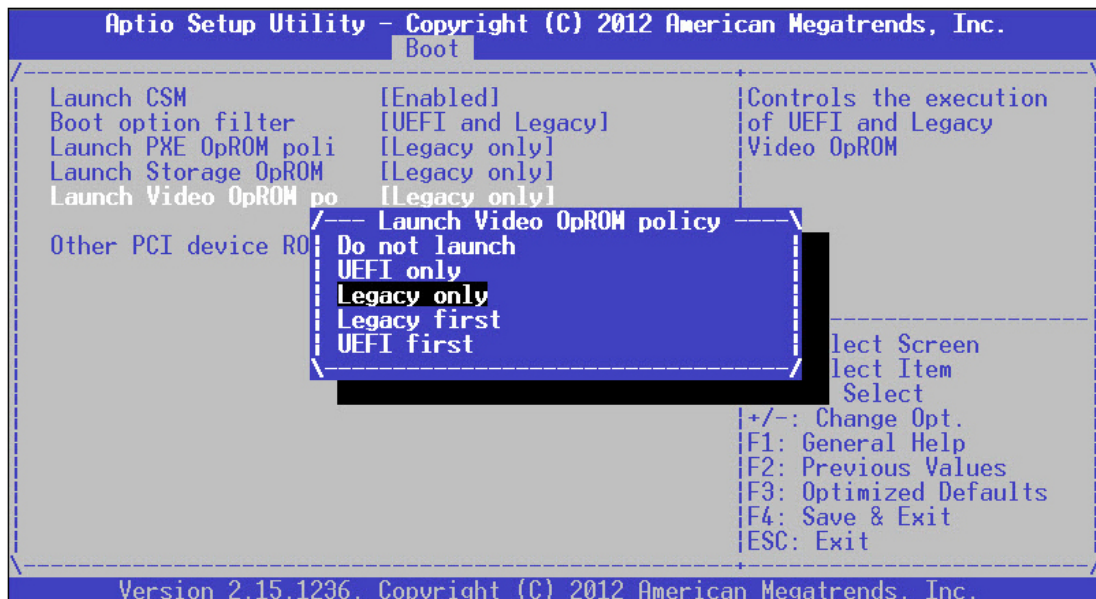 Aptio Setup Utility – Copyright (C) 2012 American Megatrends, Inc.
Boot
Launch CSM [Enabled]
Boot option filter [UEFI and Legacy]
Launch PXE OpROM poli [Legacy only]
Launch Storage OpROM [Legacy only]
Launch Video OpROM po [Legacy only]
Other PCI device RO
Controls the execution
of UEFI and Legacy
Video OpROM
Launch Video OpROM policy
Do not launch
UEFI only
Legacy only
Legacy first
UEFI first
lect Screen
lect Item
Select
+/-: Change Opt.
F1: General Help
F2: Previous Values
F3: Optimized Defaults
F4: Save & Exit
ESC: Exit
Version 2.15.1236. Copyright (C) 2012 American Megatrends, Inc.